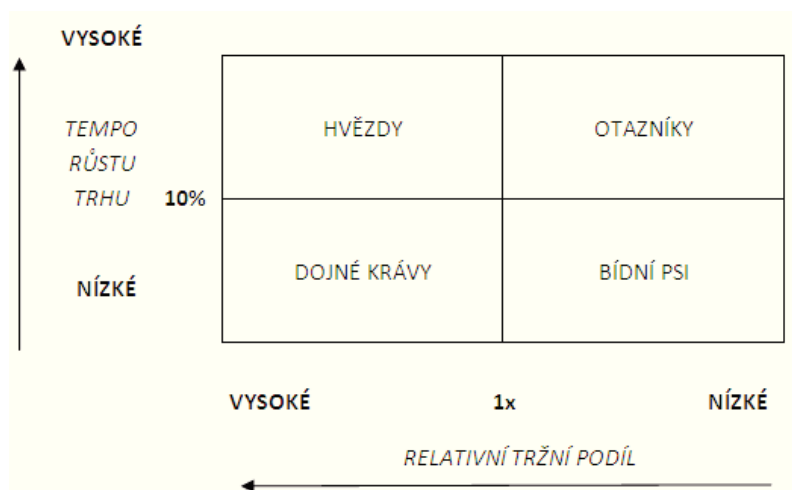 VYSOKÉ
HVĚZDY
OTAZNÍKY
TEMPO
RŮSTU
TRHU
10%
DOJNÉ KRÁVY
BÍDNÍ PSI
NÍZKÉ
VYSOKÉ
1x
NÍZKÉ
RELATIVNÍ TRŽNÍ PODÍL